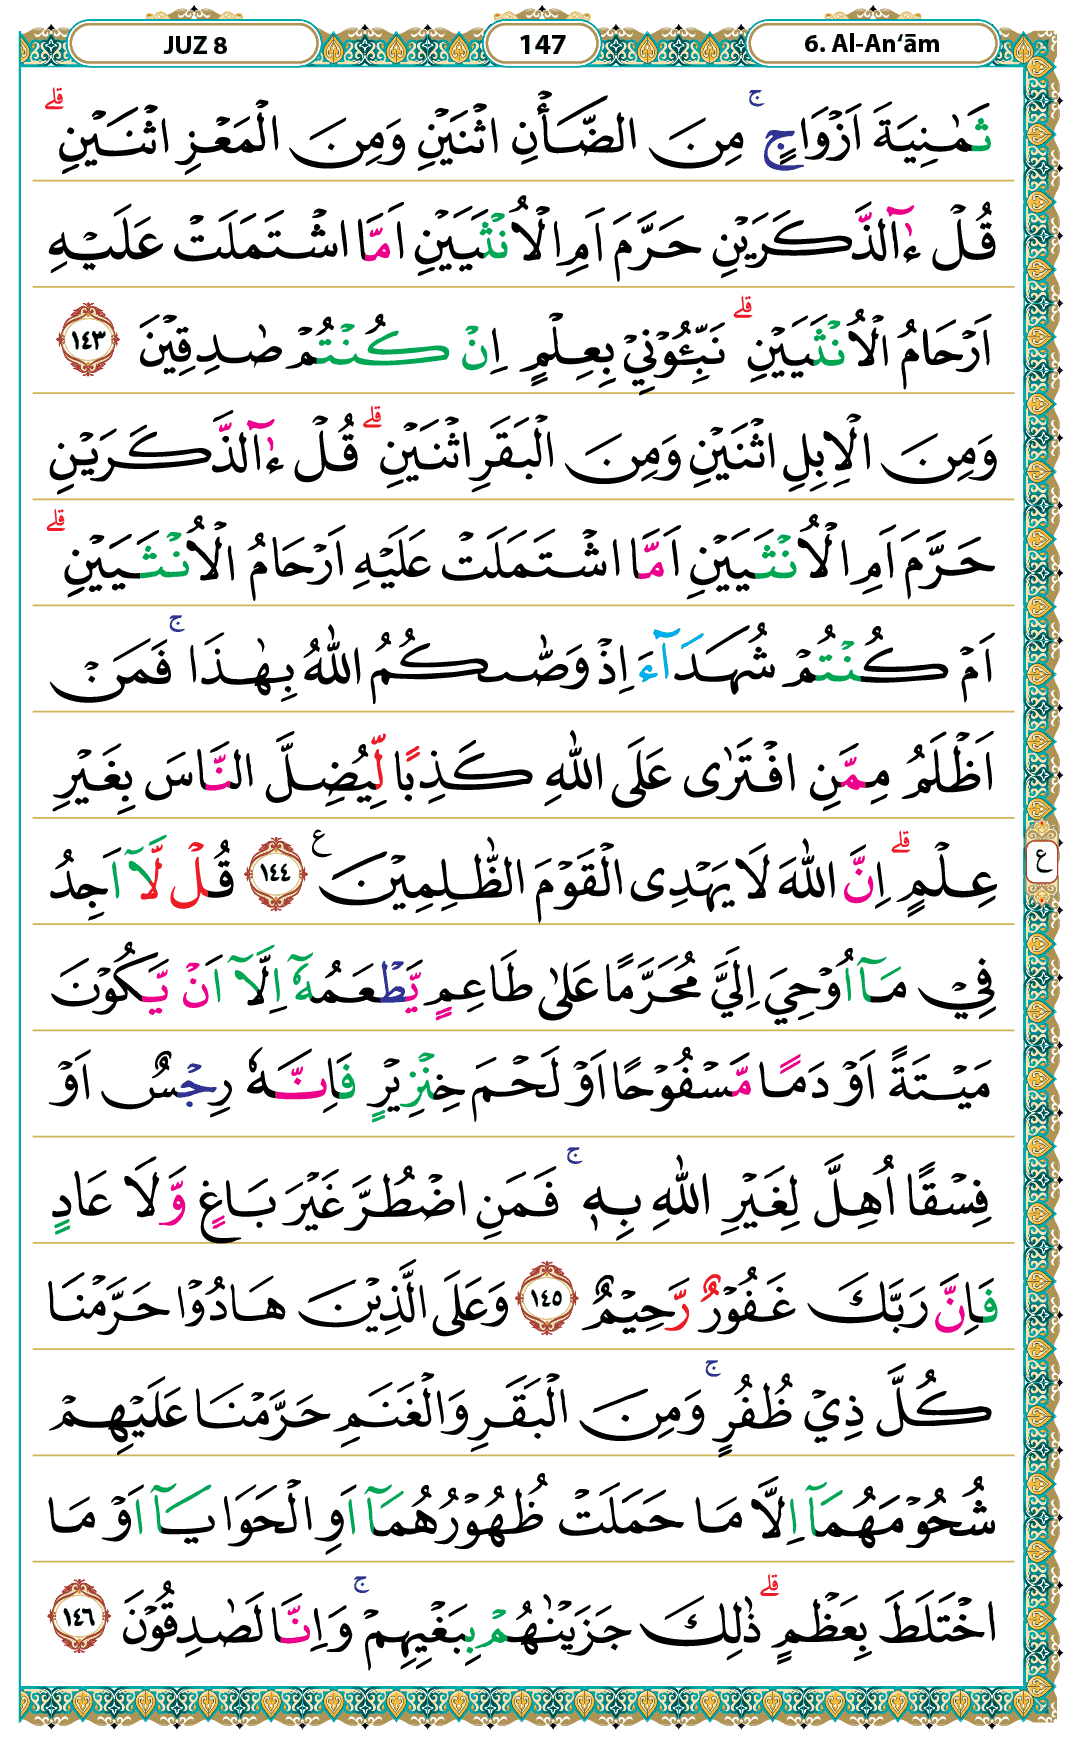 JUZ 8
147
6. Al-An‘ām
ثَمٰنِيَةَ اَزْوَاجٍ ۚ مِنَ الضَّأْنِ اثْنَيْنِ وَمِنَ الْمَعْزِ اثْنَيْنِ ؕ
قُلْ ءٰٓالذَّكَرَيْنِ حَرَّمَ اَمِ الْاُنْثَيَيْنِ اَمَّا اشْتَمَلَتْ عَلَيْهِ
اَرْحَامُ الْاُنْثَيَيْنِ ؕ نَبِّـُٔوْنِيْ بِعِلْمٍ اِنْ كُنْتُمْ صٰدِقِيْنَ ١٤٣
وَمِنَ الْاِبِلِ اثْنَيْنِ وَمِنَ الْبَقَرِ اثْنَيْنِ ؕ قُلْ ءٰٓالذَّكَرَيْنِ
حَرَّمَ اَمِ الْاُنْثَيَيْنِ اَمَّا اشْتَمَلَتْ عَلَيْهِ اَرْحَامُ الْاُنْثَيَيْنِ ؕ
اَمْ كُنْتُمْ شُهَدَآءَ اِذْ وَصّٰىكُمُ اللّٰهُ بِهٰذَا ۚ فَمَنْ
اَظْلَمُ مِمَّنِ افْتَرٰى عَلَى اللّٰهِ كَذِبًا لِّيُضِلَّ النَّاسَ بِغَيْرِ
عِلْمٍ ؕ اِنَّ اللّٰهَ لَا يَهْدِى الْقَوْمَ الظّٰلِمِيْنَ ع ١٤٤ قُلْ لَّآ اَجِدُ
ع
فِيْ مَآ اُوْحِيَ اِلَيَّ مُحَرَّمًا عَلٰى طَاعِمٍ يَّطْعَمُهٗٓ اِلَّآ اَنْ يَّكُوْنَ
مَيْتَةً اَوْ دَمًا مَّسْفُوْحًا اَوْ لَحْمَ خِنْزِيْرٍ فَاِنَّهٗ رِجْسٌ اَوْ
فِسْقًا اُهِلَّ لِغَيْرِ اللّٰهِ بِهٖ ۚ فَمَنِ اضْطُرَّ غَيْرَ بَاغٍ وَّلَا عَادٍ
فَاِنَّ رَبَّكَ غَفُوْرٌ رَّحِيْمٌ ١٤٥ وَعَلَى الَّذِيْنَ هَادُوْا حَرَّمْنَا
كُلَّ ذِيْ ظُفُرٍ ۚ وَمِنَ الْبَقَرِ وَالْغَنَمِ حَرَّمْنَا عَلَيْهِمْ
شُحُوْمَهُمَآ اِلَّا مَا حَمَلَتْ ظُهُوْرُهُمَآ اَوِ الْحَوَايَآ اَوْ مَا
اخْتَلَطَ بِعَظْمٍ ؕ ذٰلِكَ جَزَيْنٰهُمْ بِبَغْيِهِمْ ۚ وَاِنَّا لَصٰدِقُوْنَ ١٤٦